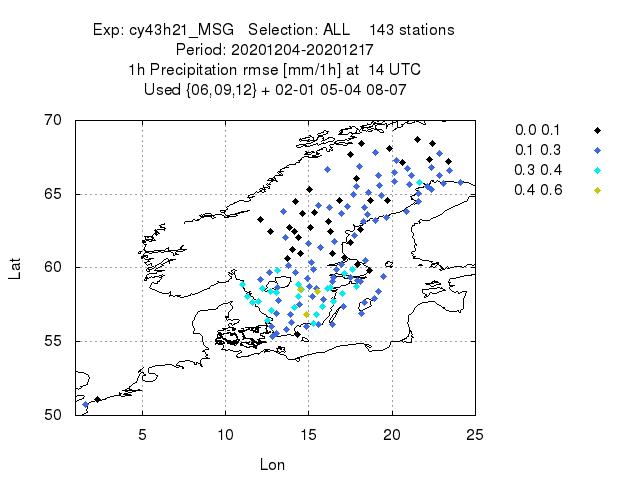 Exp: cy43h21_MSG   Selection: ALL    143 stations
Period: 20201204-20201217
1h Precipitation rmse [mm/1h] at  14 UTC
Used {06,09,12} + 02-01 05-04 08-07
0.0 0.1
0.1 0.3
0.3 0.4
0.4 0.6
70
65
60
55
50
Lat
5
10
15
20
25
Lon